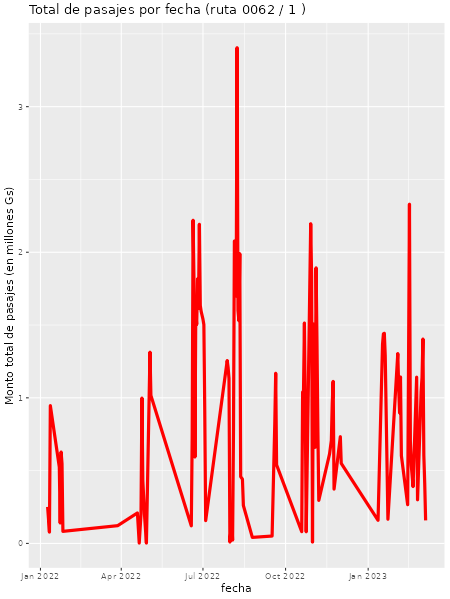 Total de pasajes por fecha (ruta 0062 / 1 )
Monto total de pasajes (en millones Gs)
3
2
1
0
Jan 2022 Apr 2022 Jul 2022 Oct 2022 Jan 2023
fecha